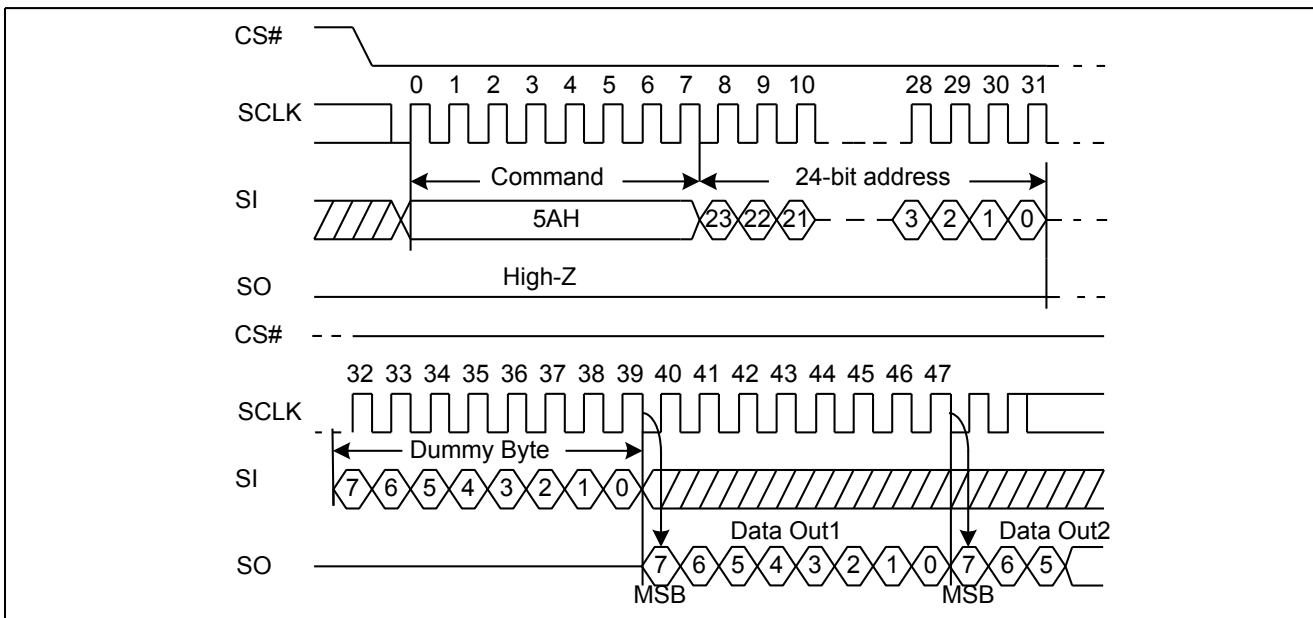 CS#
0 1 2 3 4 5 6 7 8 9 10 28 29 30 31
SCLK
Command 24-bit address
SI
5AH 23 22 21 3 2 1 0
High-Z
SO
CS#
32 33 34 35 36 37 38 39 40 41 42 43 44 45 46 47
SCLK
Dummy Byte
SI
7 6 5 4 3 2 1 0
Data Out1 Data Out2
SO
7 6 5 4 3 2 1 0 7 6 5
MSB MSB